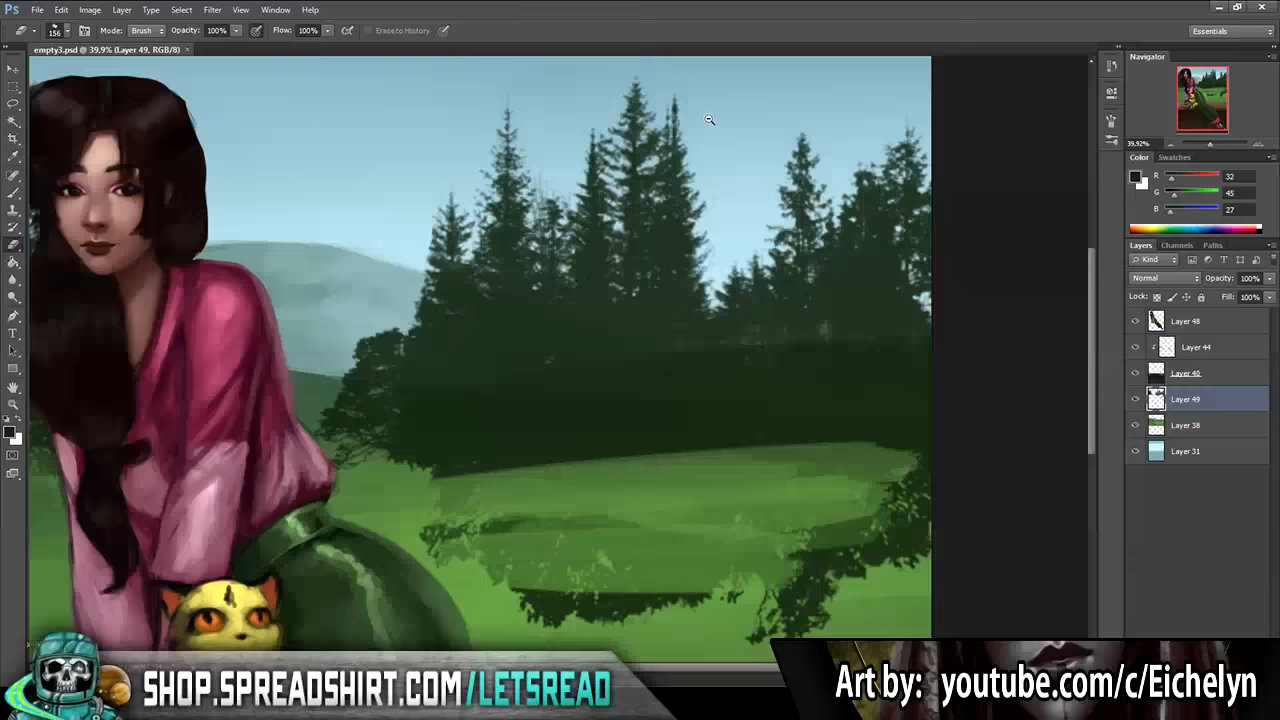 Ps File Edit Image Layer Type Select Filter View Window Help
156 Mode: Brush Opacity: 100% Flow: 100% Erase to History Essentials
empty3.psd @ 39,9% (Layer 49, RGB/8) ×
Navigator
39,92%
Color Swatches
R 32
G 45
B 27
Layers Channels Paths
Kind
Normal Opacity: 100%
Lock: Fill: 100%
Layer 48
Layer 44
Layer 40
Layer 49
Layer 38
Layer 31
SHOP.SPREADSHIRT.COM/LETSREAD
Art by: youtube.com/c/Eichelyn